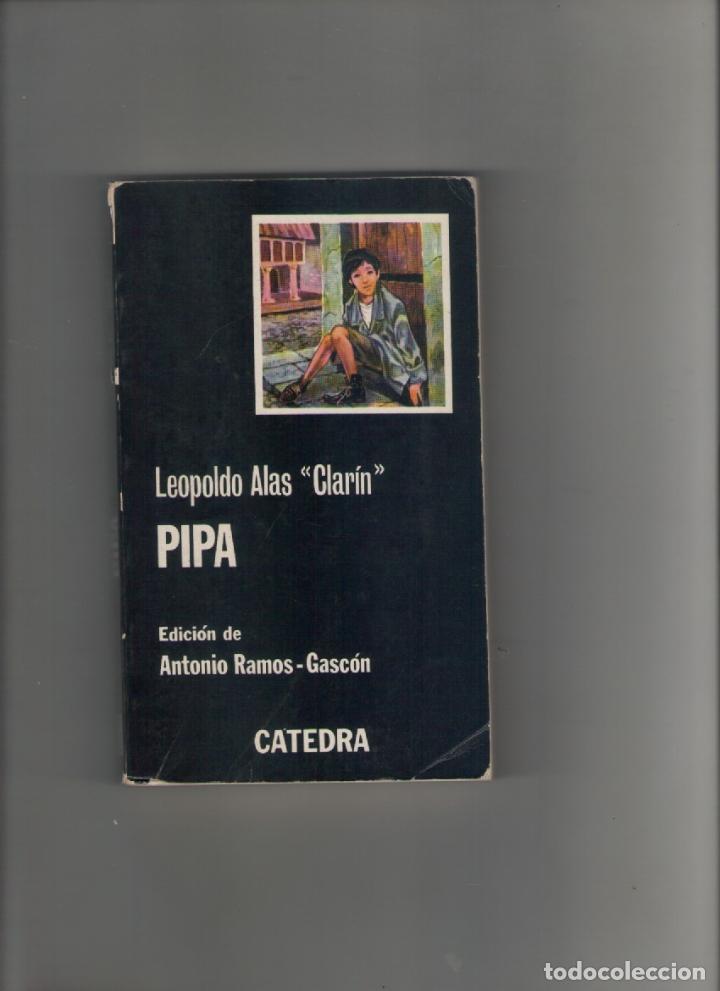 Leopoldo Alas “Clarín”
PIPA
Edición de
Antonio Ramos-Gascón
CATEDRA
todocoleccion